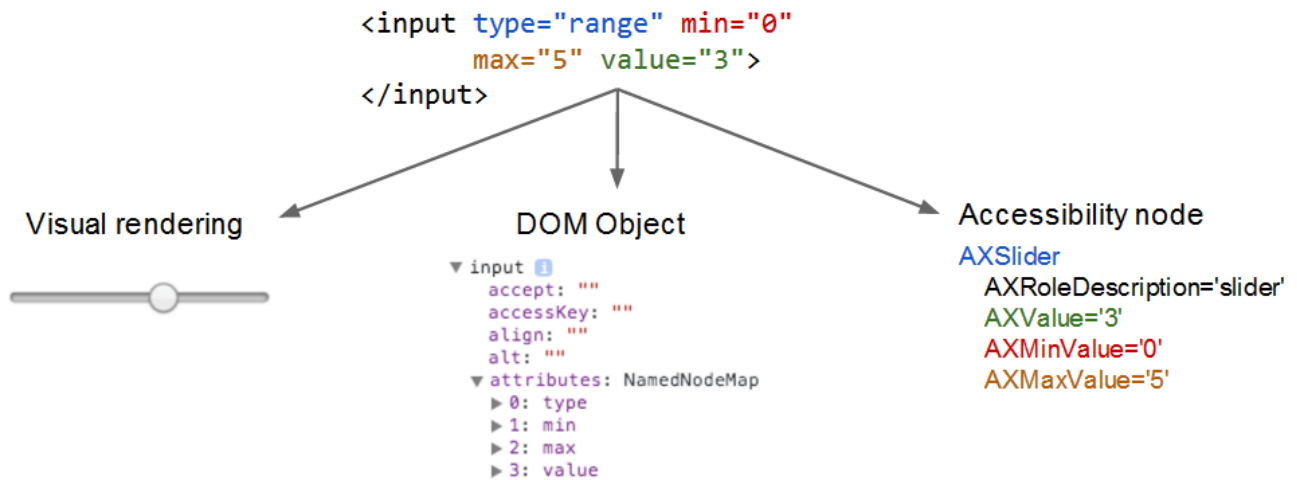 <input type="range" min="0"
max="5" value="3">
</input>
Visual rendering
DOM Object
▼ input i
accept: ""
accessKey: ""
align: ""
alt: ""
▼ attributes: NamedNodeMap
▶ 0: type
▶ 1: min
▶ 2: max
▶ 3: value
Accessibility node
AXSlider
AXRoleDescription='slider'
AXValue='3'
AXMinValue='0'
AXMaxValue='5'